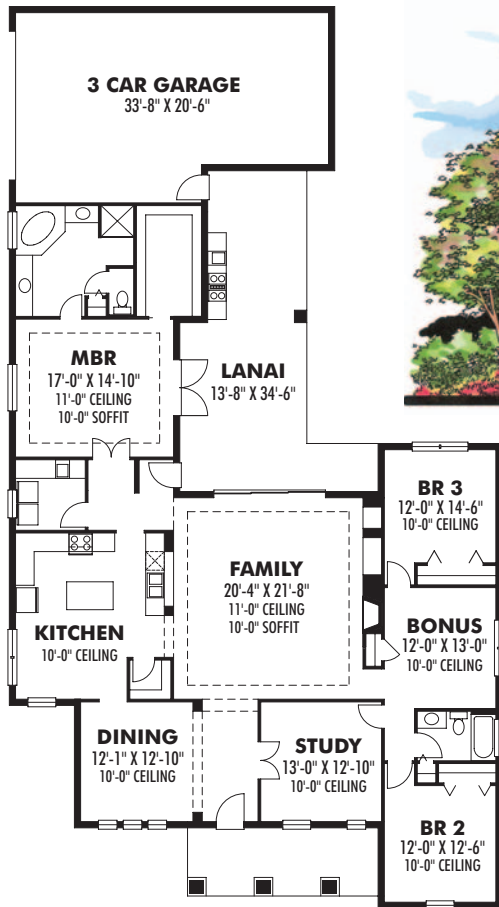 3 CAR GARAGE
33'-8" X 20'-6"
MBR
17'-0" X 14'-10"
11'-0" CEILING
10'-0" SOFFIT
LANAI
13'-8" X 34'-6"
BR 3
12'-0" X 14'-6"
10'-0" CEILING
FAMILY
20'-4" X 21'-8"
11'-0" CEILING
10'-0" SOFFIT
KITCHEN
10'-0" CEILING
BONUS
12'-0" X 13'-0"
10'-0" CEILING
DINING
12'-1" X 12'-10"
10'-0" CEILING
STUDY
13'-0" X 12'-10"
10'-0" CEILING
BR 2
12'-0" X 12'-6"
10'-0" CEILING